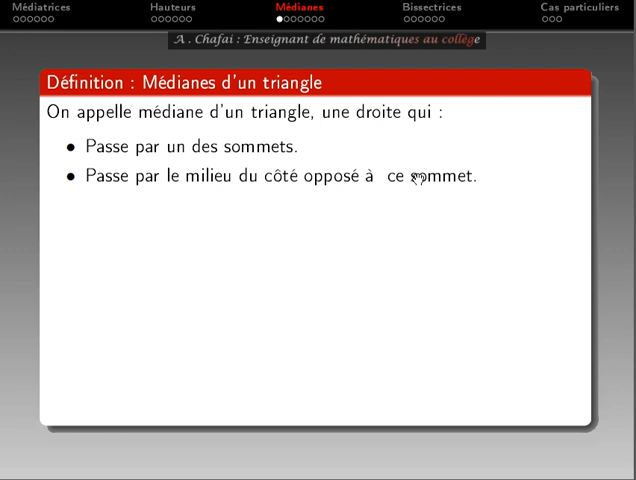 Médiatrices Hauteurs Médianes Bissectrices Cas particuliers
A . Chafai : Enseignant de mathématiques au collège
Définition : Médianes d'un triangle
On appelle médiane d'un triangle, une droite qui :
• Passe par un des sommets.
• Passe par le milieu du côté opposé à ce sommet.